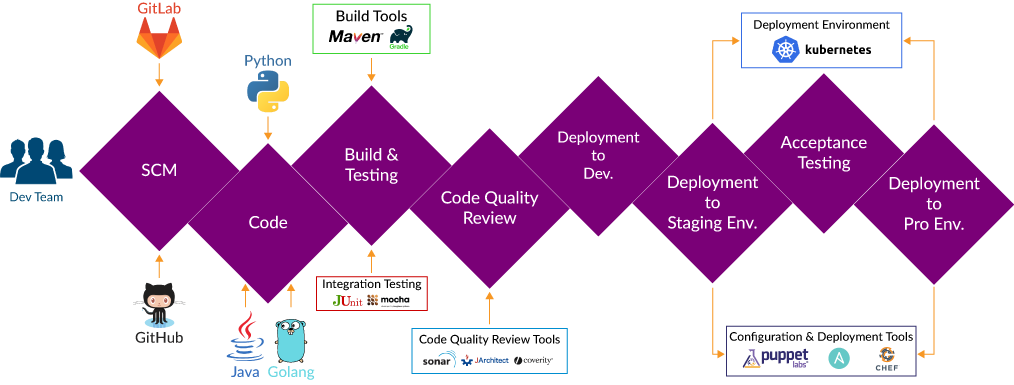 GitLab
Build Tools
Maven™
Gradle
Deployment Environment
kubernetes
Python
Dev Team
SCM
Code
Build &
Testing
Code Quality
Review
Deployment
to
Dev.
Deployment
to
Staging Env.
Acceptance
Testing
Deployment
to
Pro Env.
GitHub
Java
Golang
Integration Testing
JUnit
mocha
Code Quality Review Tools
sonar
JArchitect
coverity®
Configuration & Deployment Tools
puppet
labs®
A
CHEF